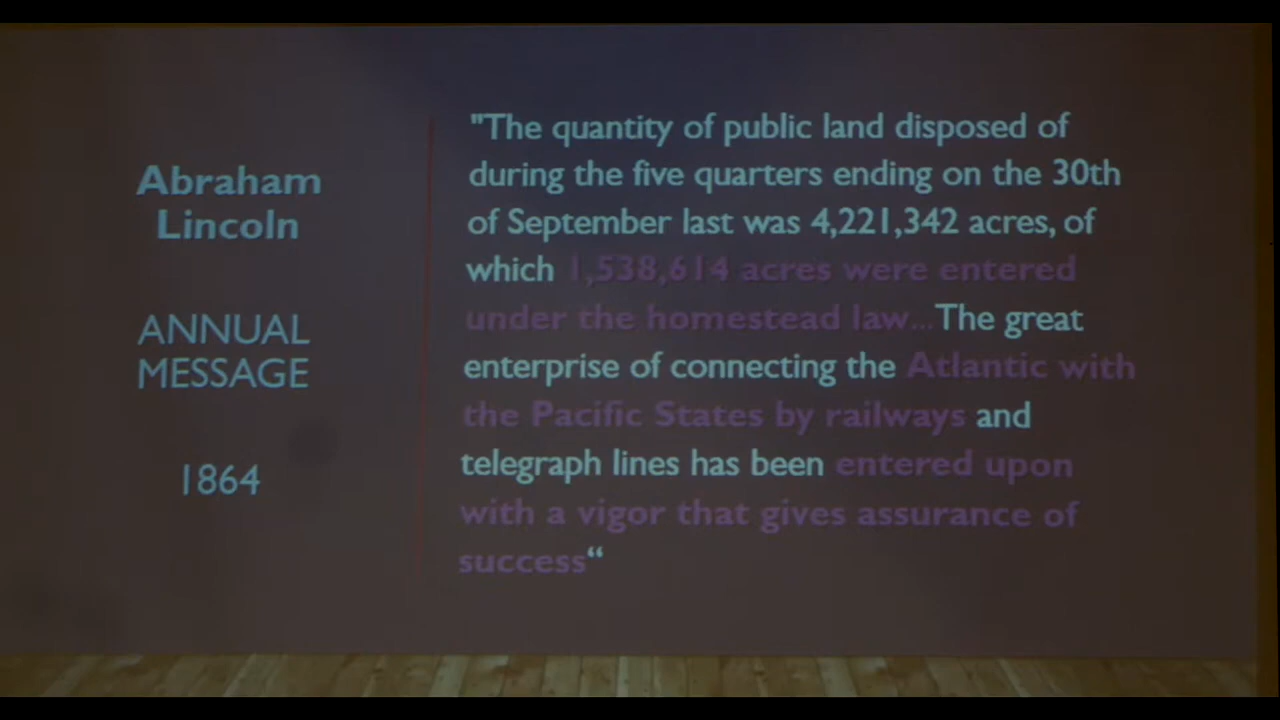 Abraham
Lincoln
ANNUAL
MESSAGE
1864
"The quantity of public land disposed of
during the five quarters ending on the 30th
of September last was 4,221,342 acres, of
which 1,538,614 acres were entered
under the homestead law...The great
enterprise of connecting the Atlantic with
the Pacific States by railways and
telegraph lines has been entered upon
with a vigor that gives assurance of
success“